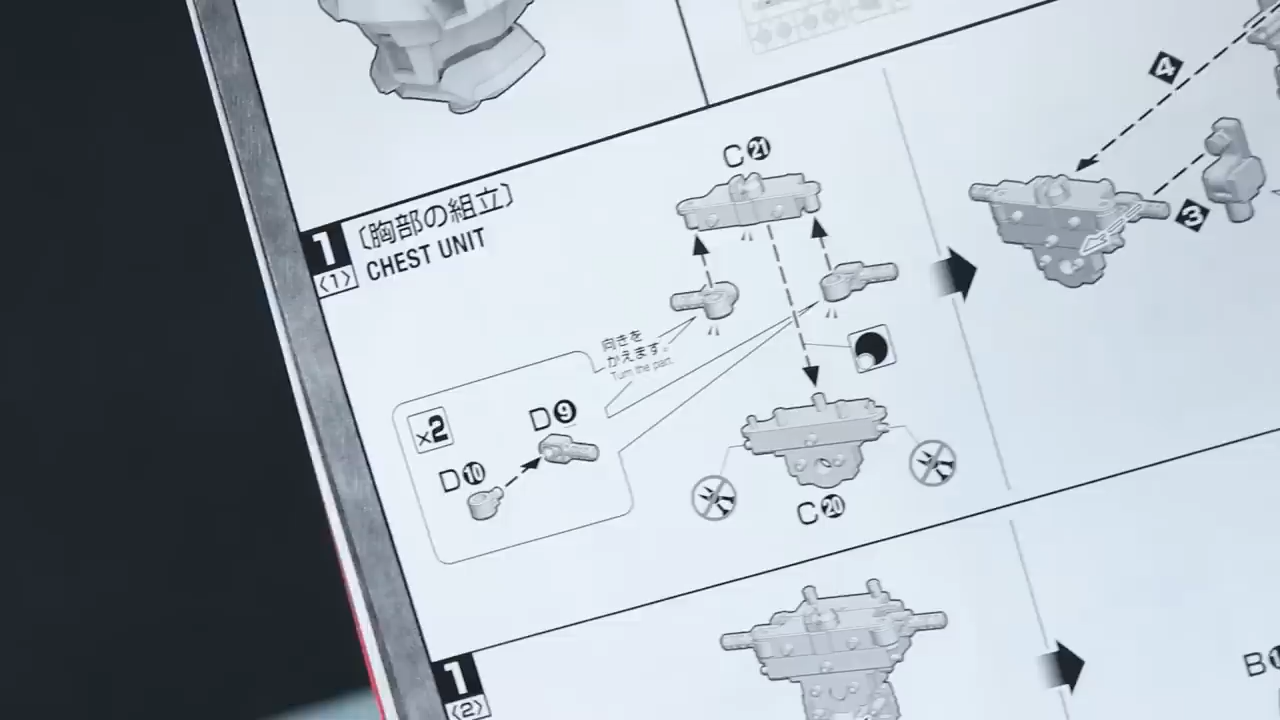 4
C21
1
〔胸部の組立〕
<1>
CHEST UNIT
3
向きを
かえます。
Turn the part.
×2
D9
D10
C20
1
<2>